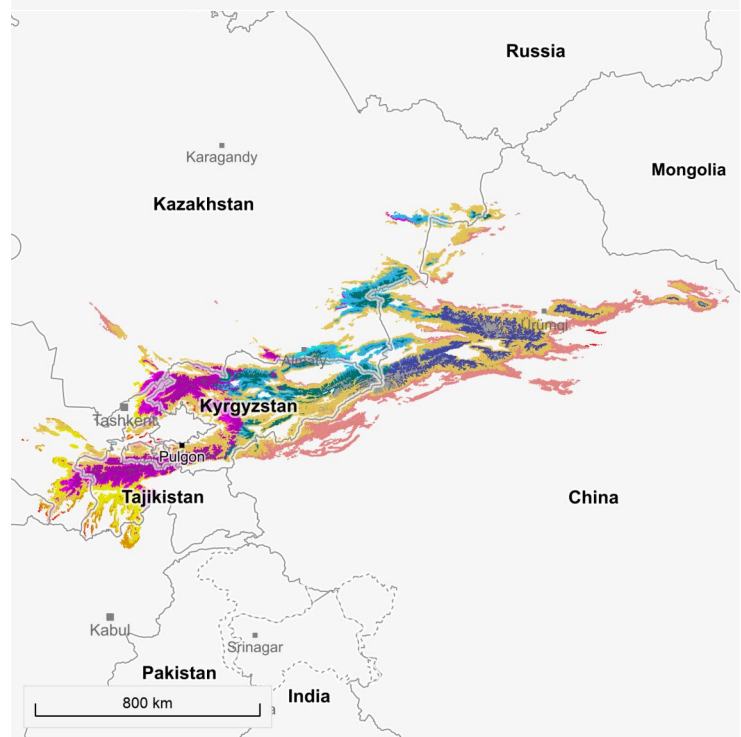 Russia
Karagandy
Mongolia
Kazakhstan
Ürümqi
Almaty
Kyrgyzstan
Tashkent
Pulgon
Tajikistan
China
Kabul
Srinagar
Pakistan
India
800 km
a